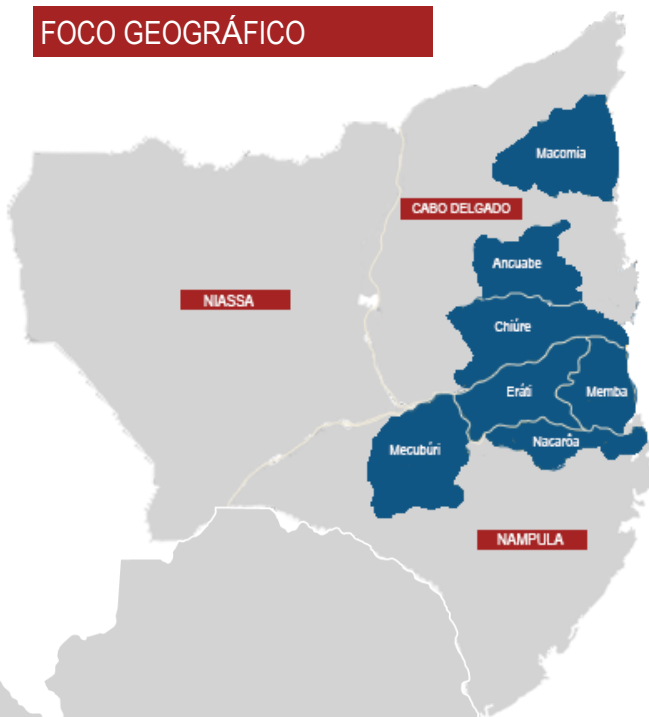 FOCO GEOGRÁFICO
Macomia
CABO DELGADO
Ancuabe
NIASSA
Chiúre
Eráti
Memba
Nacarôa
Mecubúri
NAMPULA